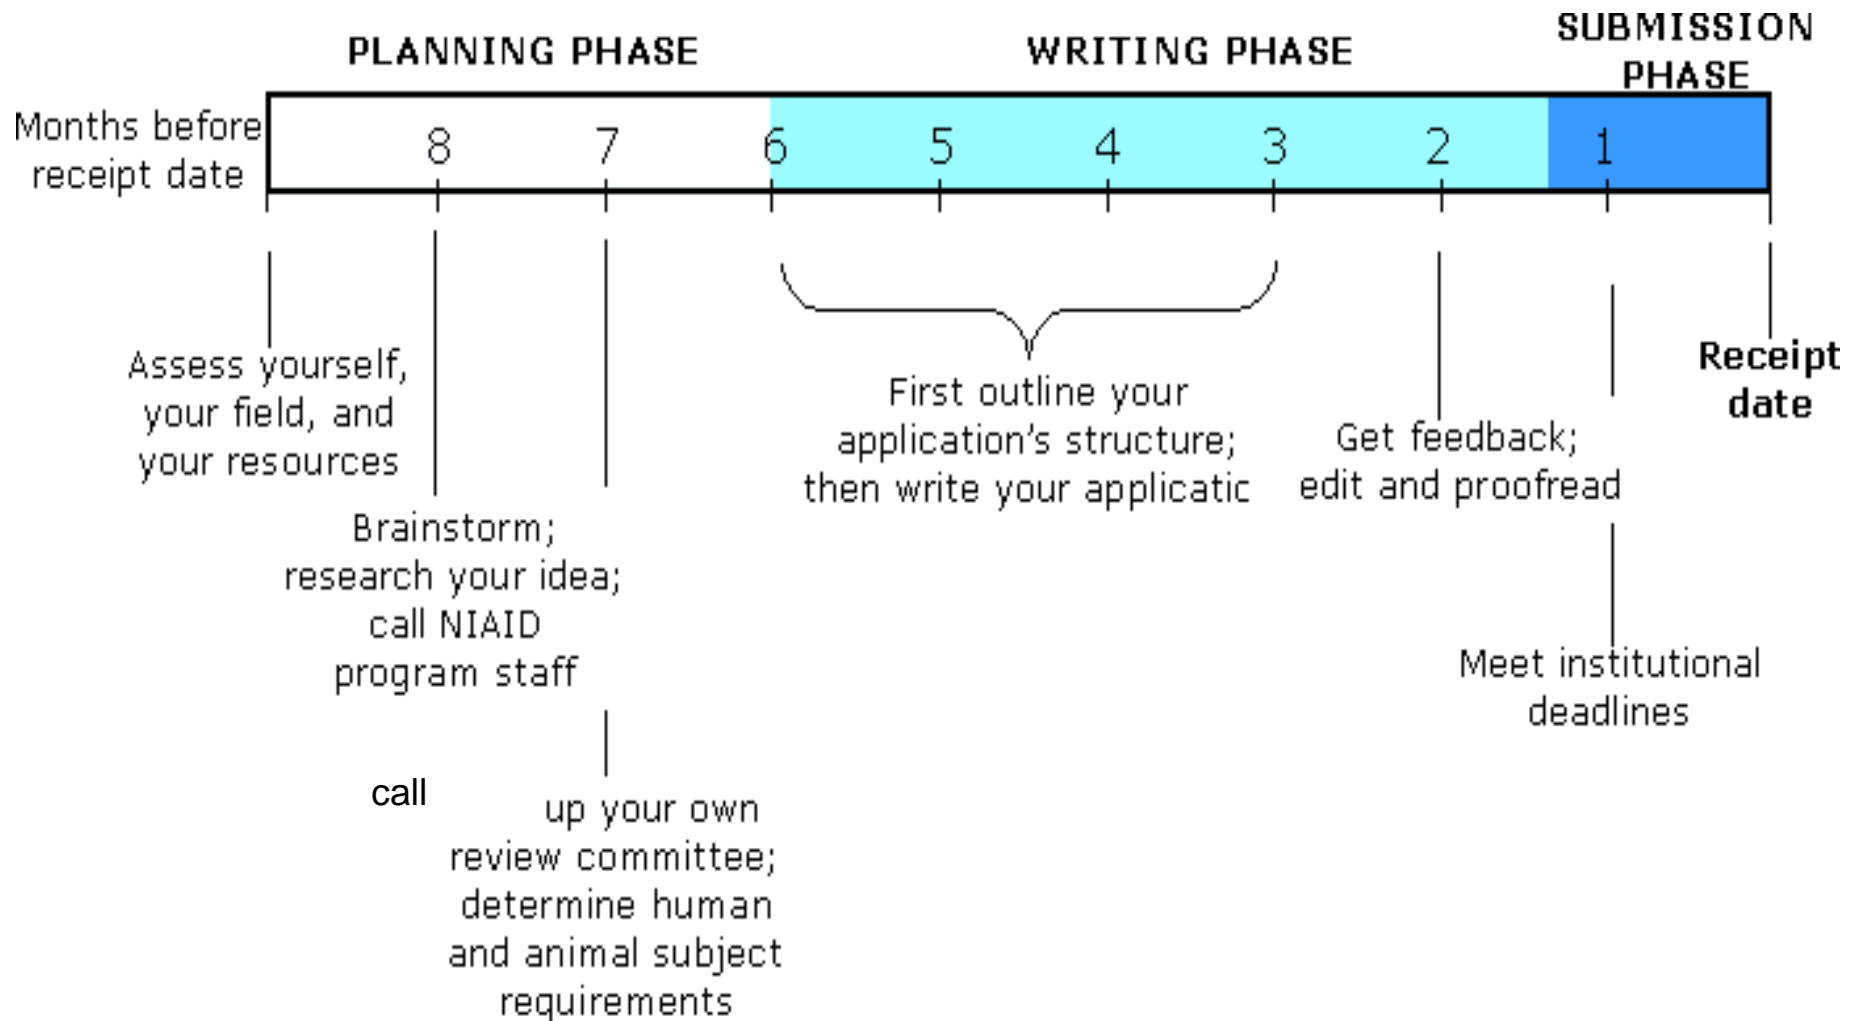 PLANNING PHASE
WRITING PHASE
SUBMISSION
PHASE
Months before
receipt date
8 7 6 5 4 3 2 1
Assess yourself,
your field, and
your resources
Brainstorm;
research your idea;
call NIAID
program staff
call
up your own
review committee;
determine human
and animal subject
requirements
First outline your
application's structure;
then write your applicatic
Get feedback;
edit and proofread
Meet institutional
deadlines
Receipt
date